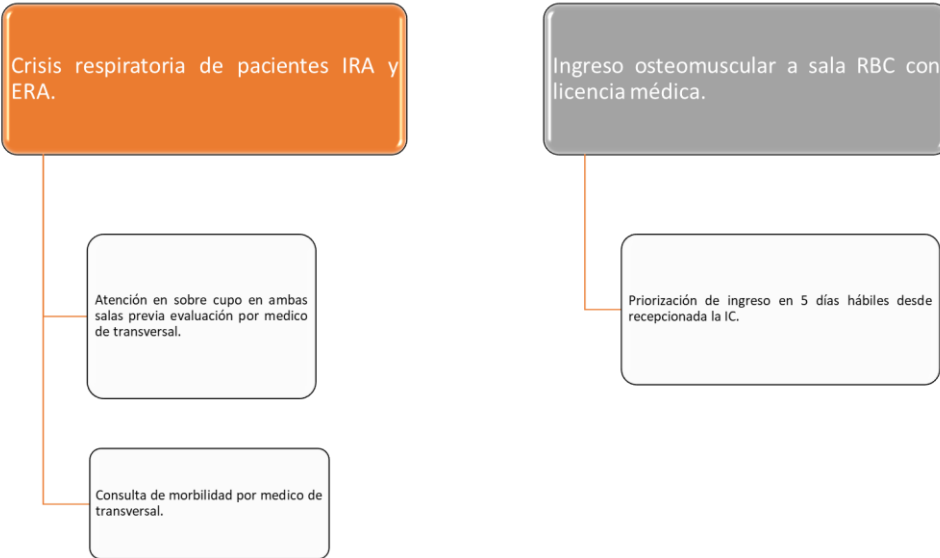 Crisis respiratoria de pacientes IRA y
ERA.
Atención en sobre cupo en ambas
salas previa evaluación por medico
de transversal.
Consulta de morbilidad por medico de
transversal.
Ingreso osteomuscular a sala RBC con
licencia médica.
Priorización de ingreso en 5 días hábiles desde
recepcionada la IC.